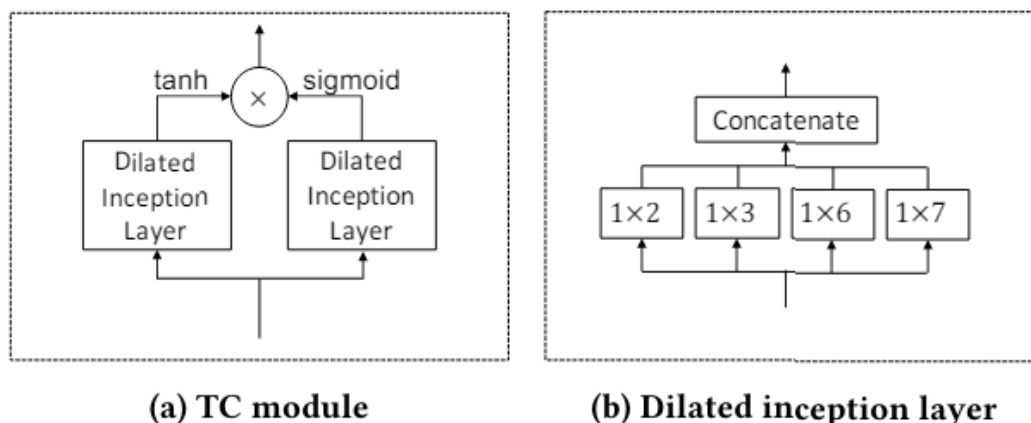 tanh
sigmoid
×
Dilated
Inception
Layer
Dilated
Inception
Layer
(a) TC module
Concatenate
1×2
1×3
1×6
1×7
(b) Dilated inception layer